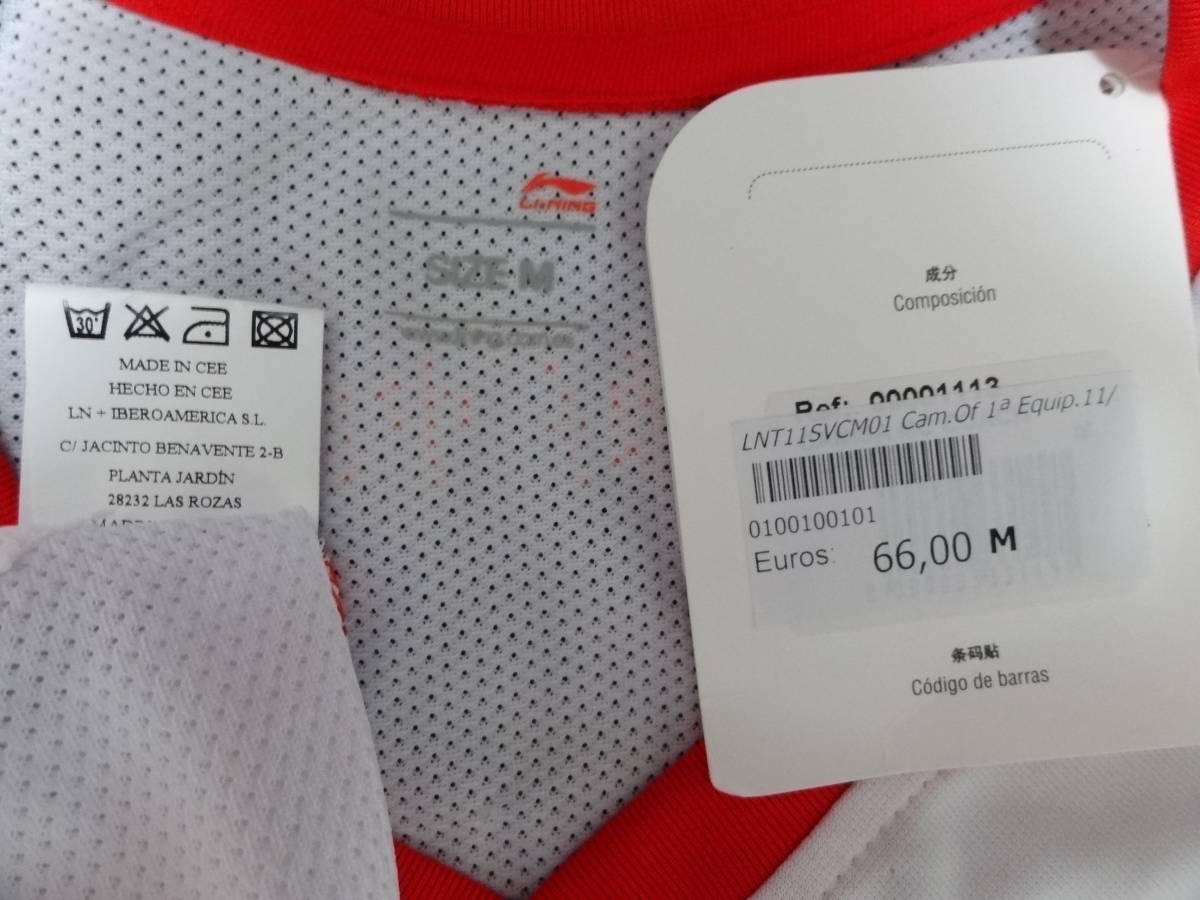 LI-NING
SIZE M
30°
MADE IN CEE
HECHO EN CEE
LN + IBEROAMERICA S.L.
C/ JACINTO BENAVENTE 2-B
PLANTA JARDÍN
28232 LAS ROZAS
成分
Composición
Ref: 00001113
LNT11SVCM01 Cam.Of 1ª Equip.11/
0100100101
Euros: 66,00 M
条码贴
Código de barras